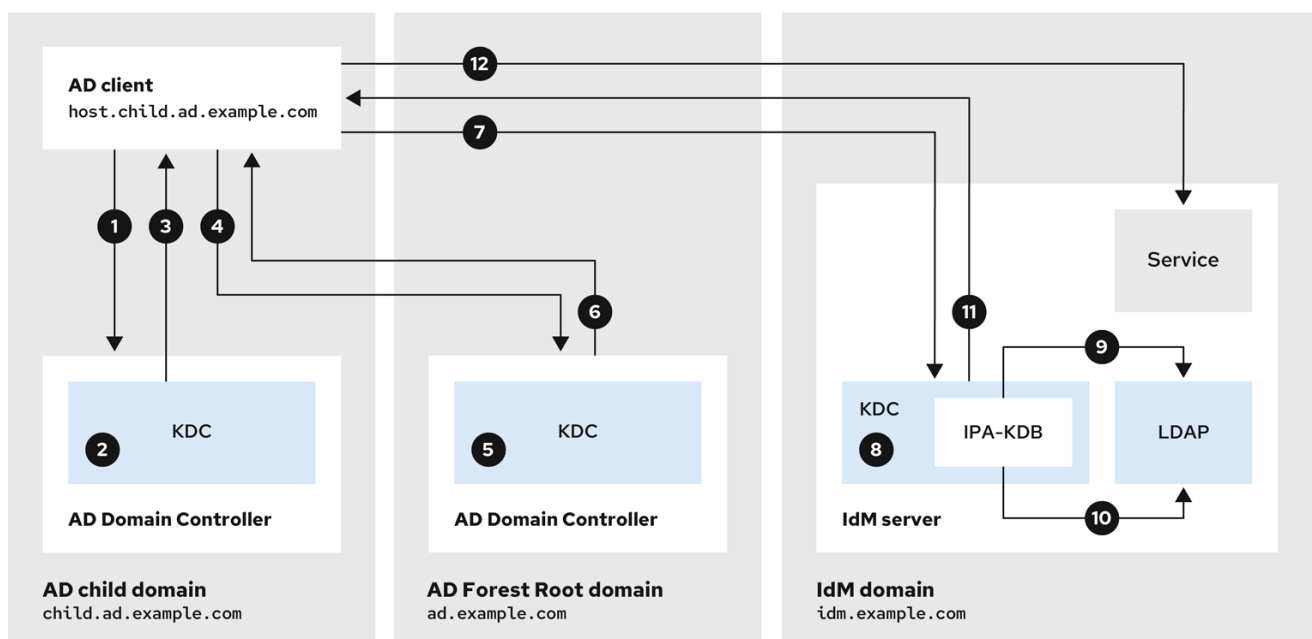 12
AD client
host.child.ad.example.com
7
1
3
4
Service
6
11
9
KDC
2
KDC
5
KDC
8
IPA-KDB
LDAP
AD Domain Controller
AD Domain Controller
IdM server
10
AD child domain
child.ad.example.com
AD Forest Root domain
ad.example.com
IdM domain
idm.example.com